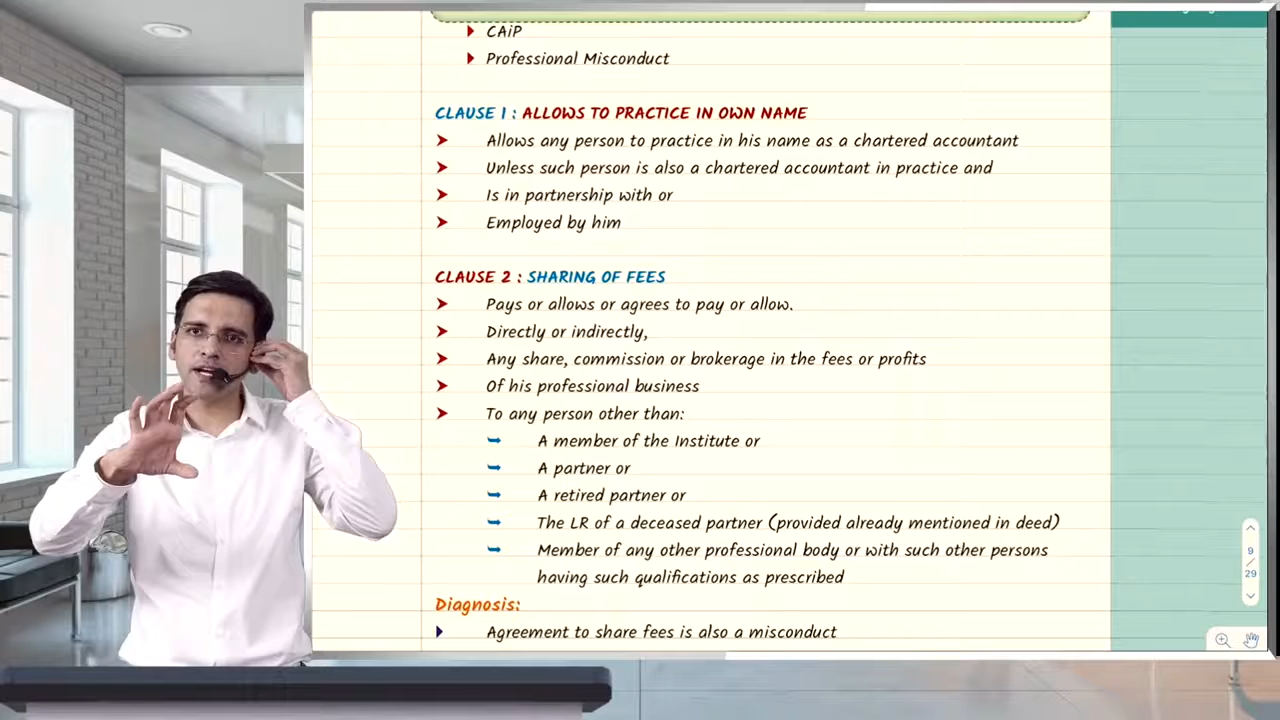 CAiP
Professional Misconduct
CLAUSE 1 : ALLOWS TO PRACTICE IN OWN NAME
Allows any person to practice in his name as a chartered accountant
Unless such person is also a chartered accountant in practice and
Is in partnership with or
Employed by him
CLAUSE 2 : SHARING OF FEES
Pays or allows or agrees to pay or allow.
Directly or indirectly,
Any share, commission or brokerage in the fees or profits
Of his professional business
To any person other than:
A member of the Institute or
A partner or
A retired partner or
The LR of a deceased partner (provided already mentioned in deed)
Member of any other professional body or with such other persons
having such qualifications as prescribed
Diagnosis:
Agreement to share fees is also a misconduct
9
/
29